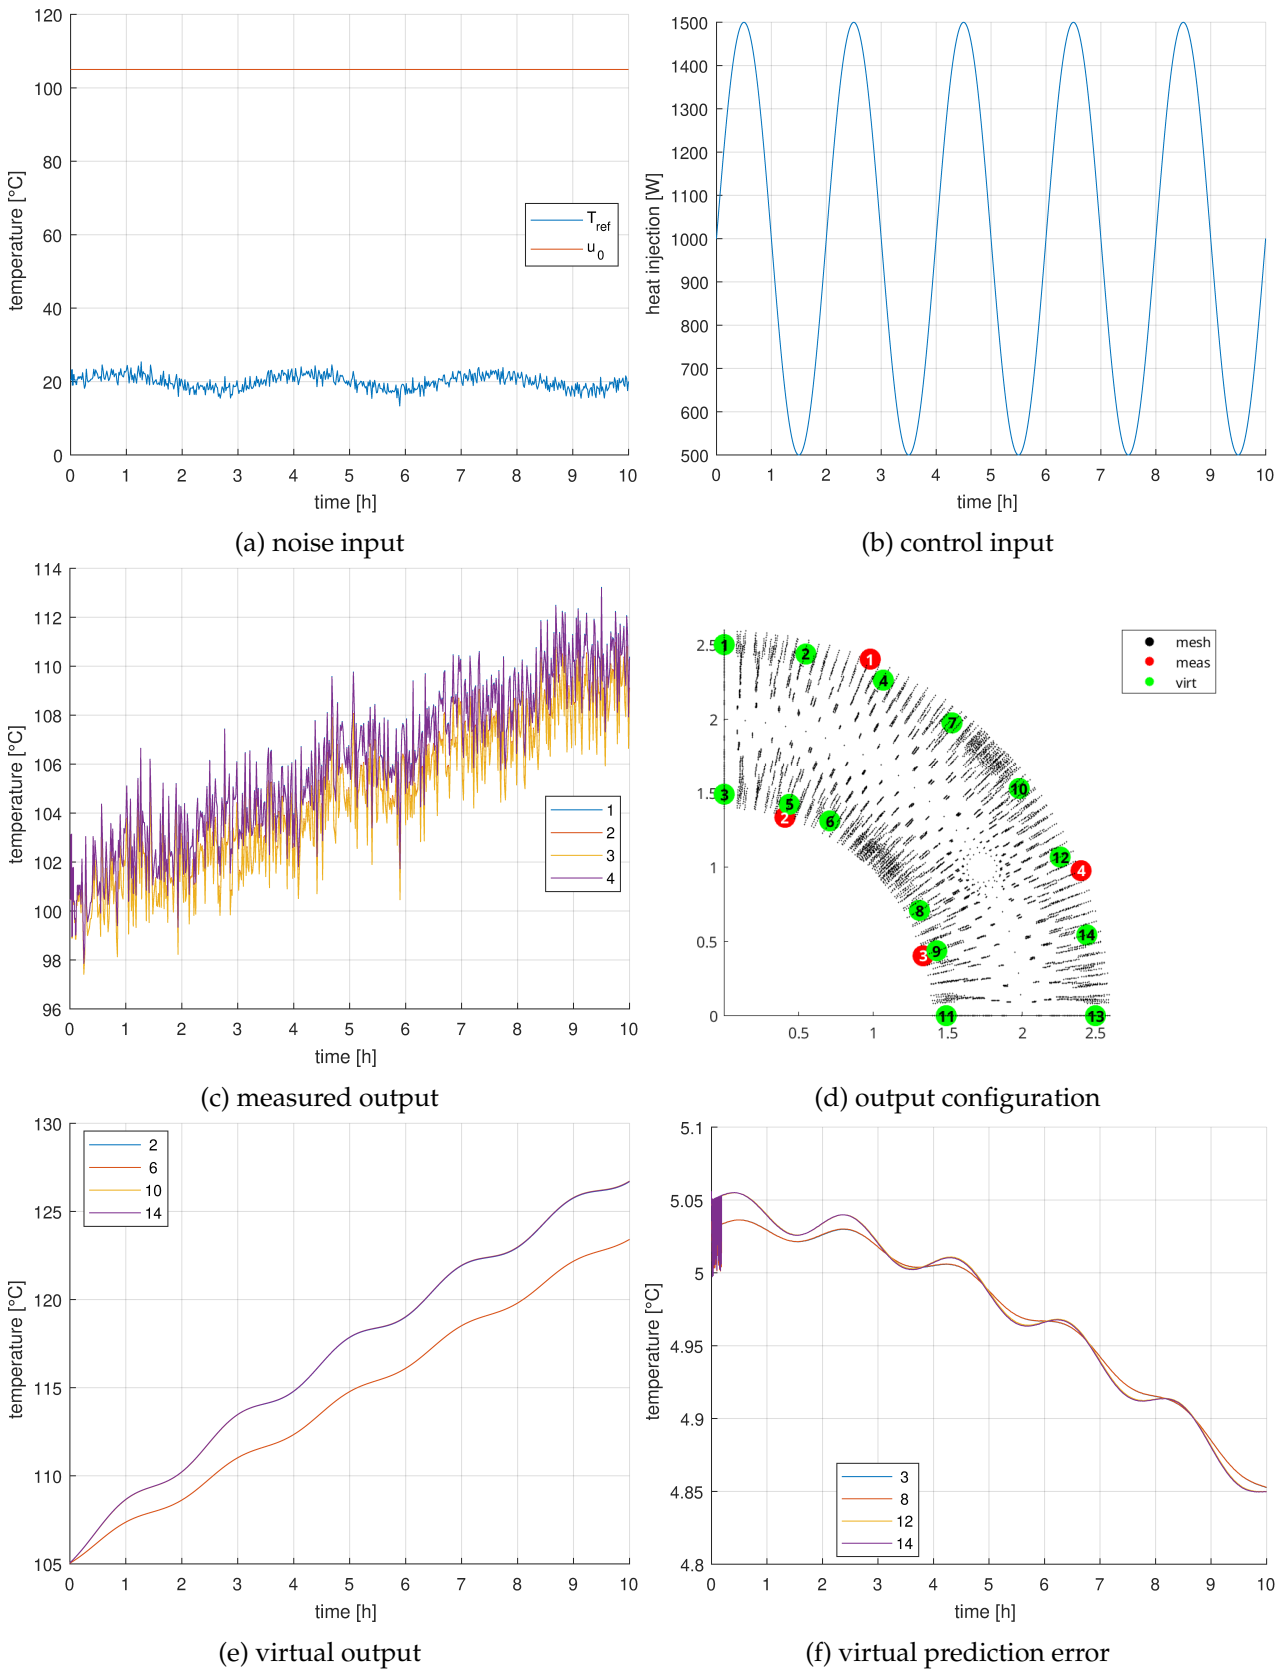 120
100
80
60
40
20
0
temperature [°C]
T_ref
u_0
0 1 2 3 4 5 6 7 8 9 10
time [h]
(a) noise input
1500
1400
1300
1200
1100
1000
900
800
700
600
500
heat injection [W]
0 1 2 3 4 5 6 7 8 9 10
time [h]
(b) control input
114
112
110
108
106
104
102
100
98
96
temperature [°C]
1
2
3
4
0 1 2 3 4 5 6 7 8 9 10
time [h]
(c) measured output
mesh
meas
virt
2.5
2
1.5
1
0.5
0
1
2
1
4
7
3
5
2
6
10
12
4
8
14
3
9
11
13
0.5 1 1.5 2 2.5
(d) output configuration
130
125
120
115
110
105
temperature [°C]
2
6
10
14
0 1 2 3 4 5 6 7 8 9 10
time [h]
(e) virtual output
5.1
5.05
5
4.95
4.9
4.85
4.8
temperature [°C]
3
8
12
14
0 1 2 3 4 5 6 7 8 9 10
time [h]
(f) virtual prediction error